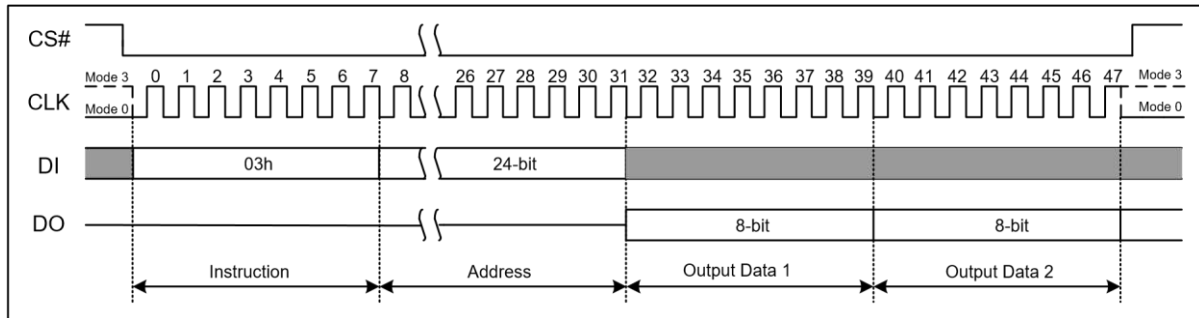 CS#
Mode 3 0 1 2 3 4 5 6 7 8 26 27 28 29 30 31 32 33 34 35 36 37 38 39 40 41 42 43 44 45 46 47 Mode 3
CLK
Mode 0 Mode 0
DI 03h 24-bit
DO 8-bit 8-bit
Instruction Address Output Data 1 Output Data 2